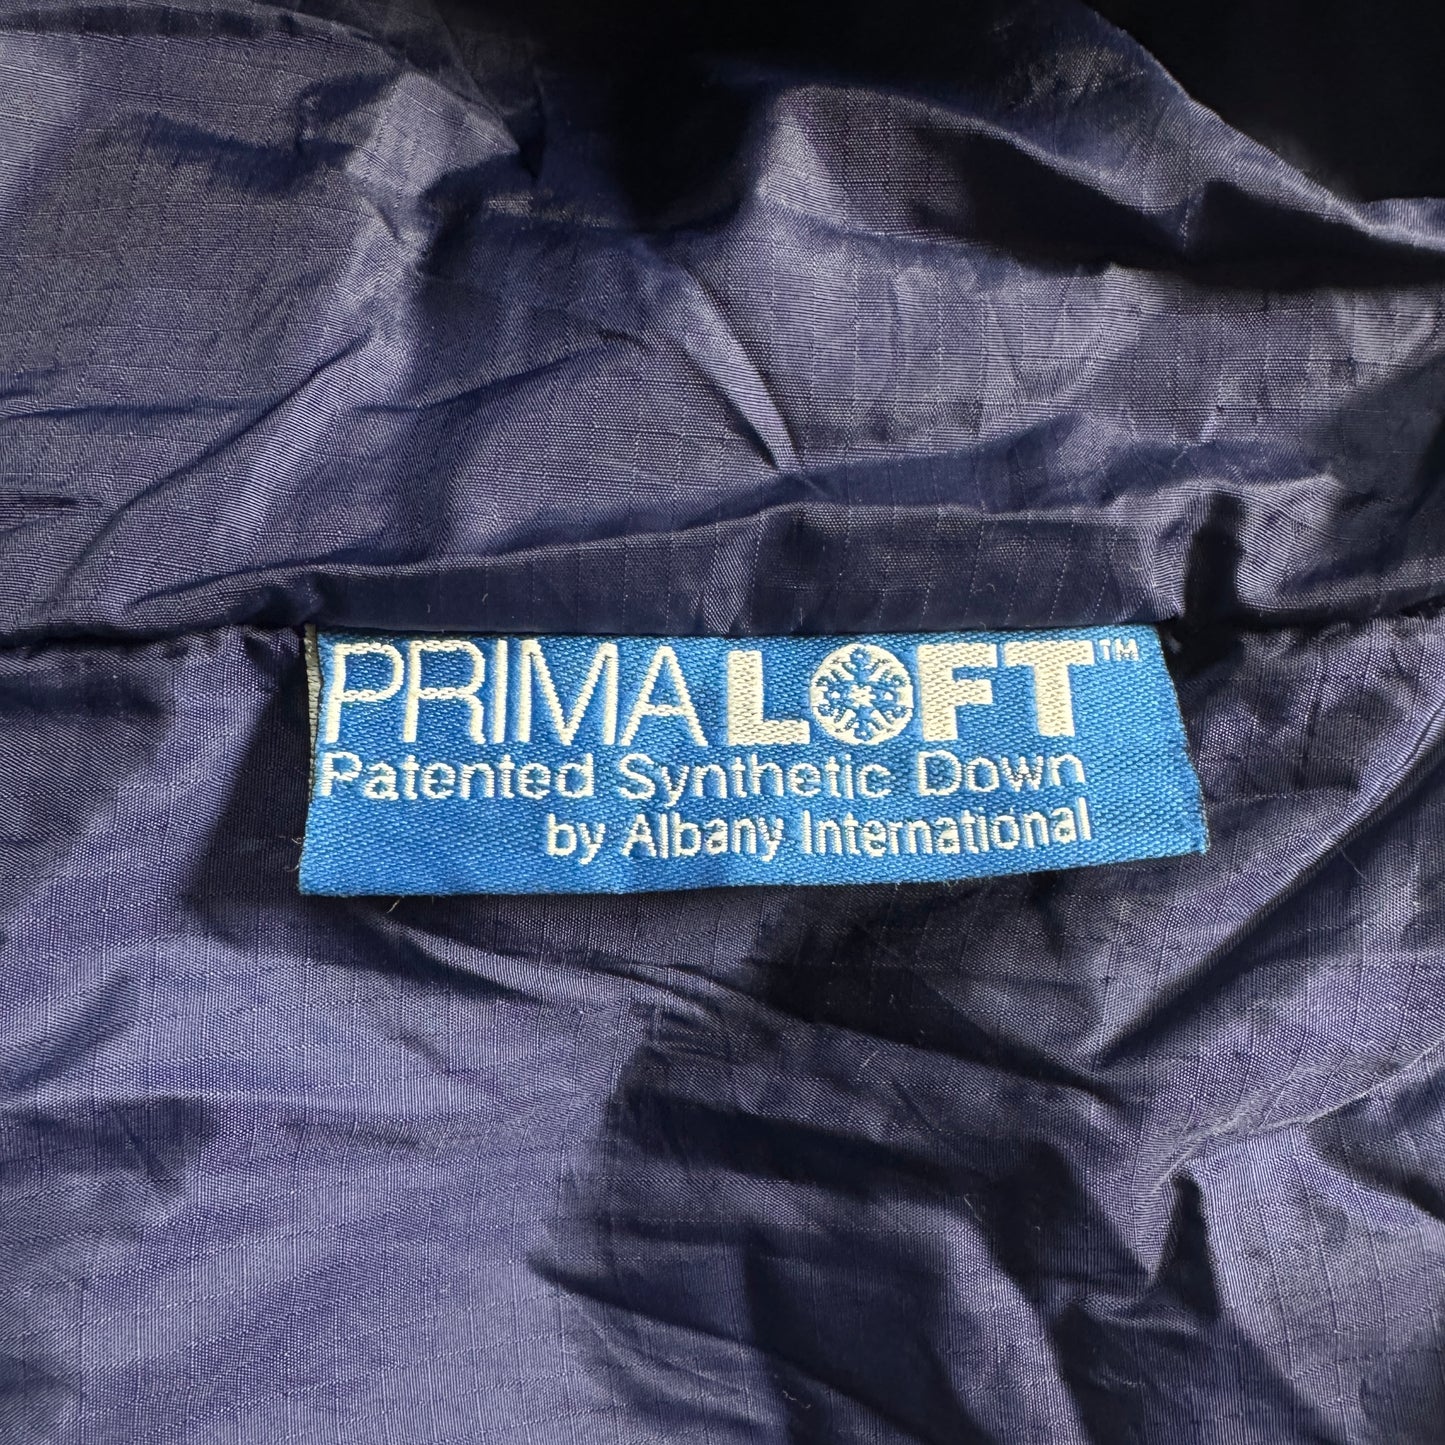 PRIMALOFT™
Patented Synthetic Down
by Albany International